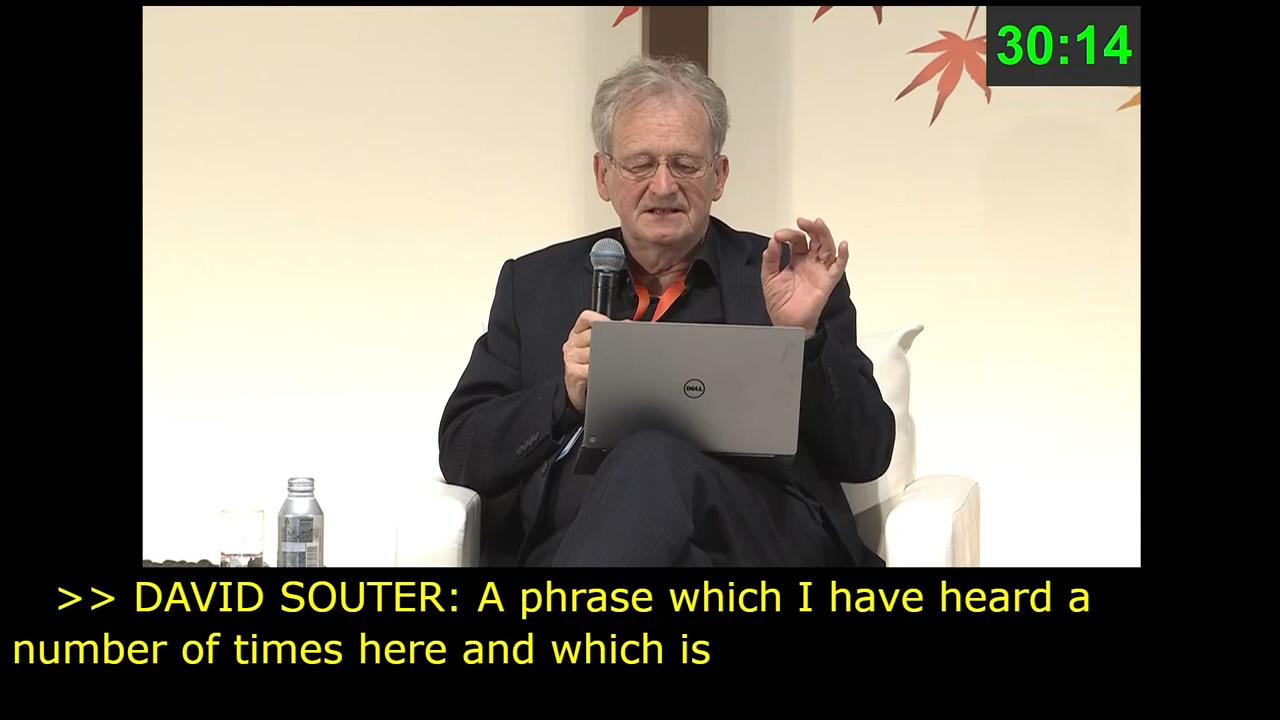 30:14
DELL
>> DAVID SOUTER: A phrase which I have heard a
number of times here and which is